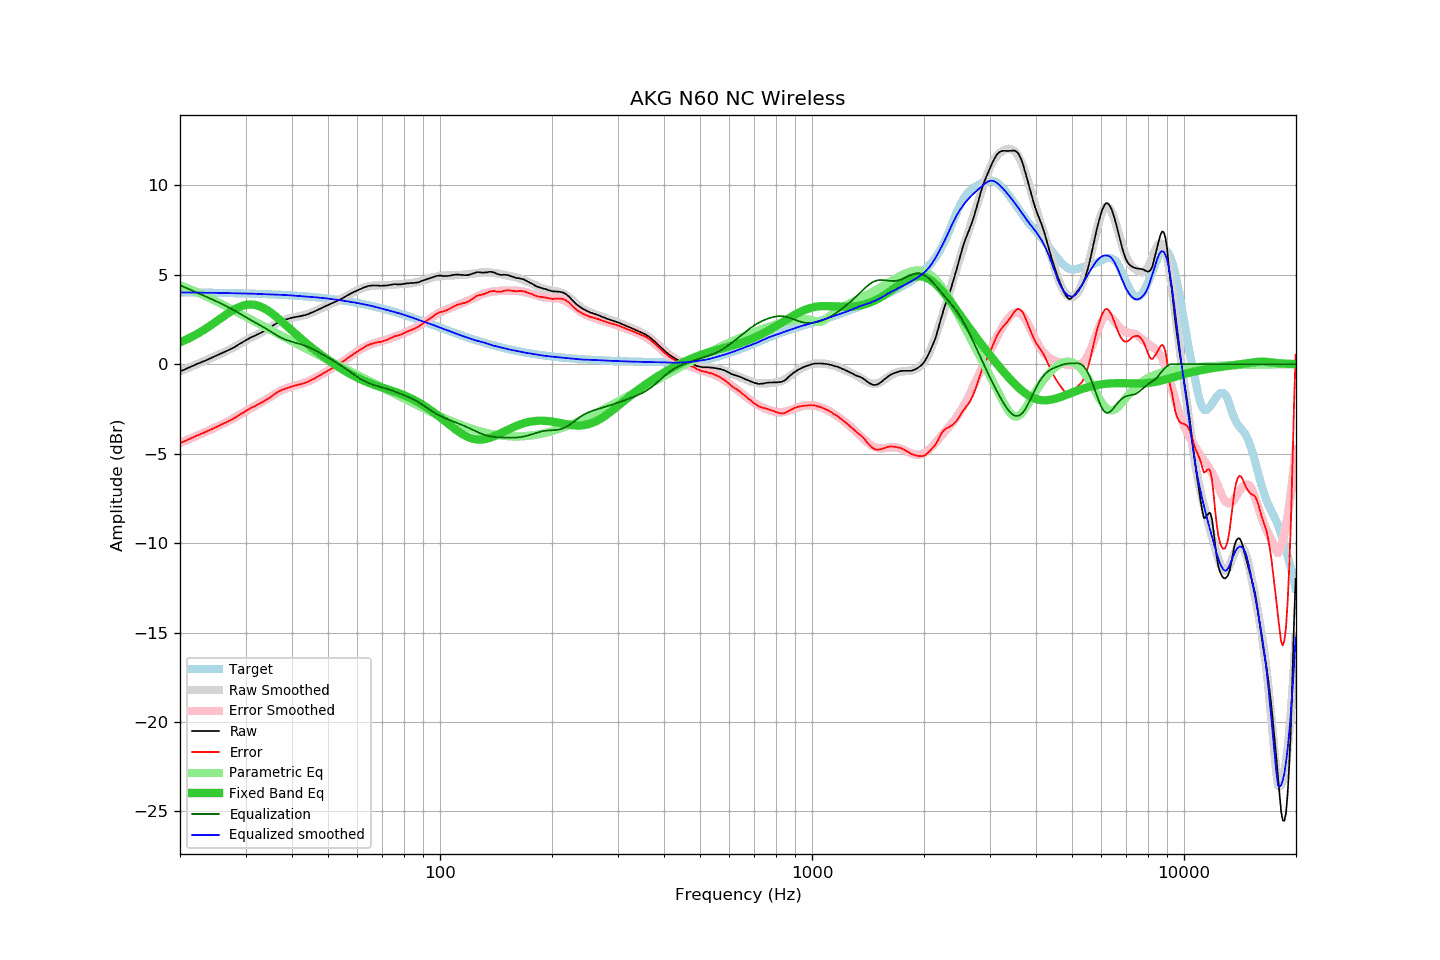 AKG N60 NC Wireless
10
5
0
−5
−10
−15
−20
−25
Amplitude (dBr)
Target
Raw Smoothed
Error Smoothed
Raw
Error
Parametric Eq
Fixed Band Eq
Equalization
Equalized smoothed
100
1000
10000
Frequency (Hz)